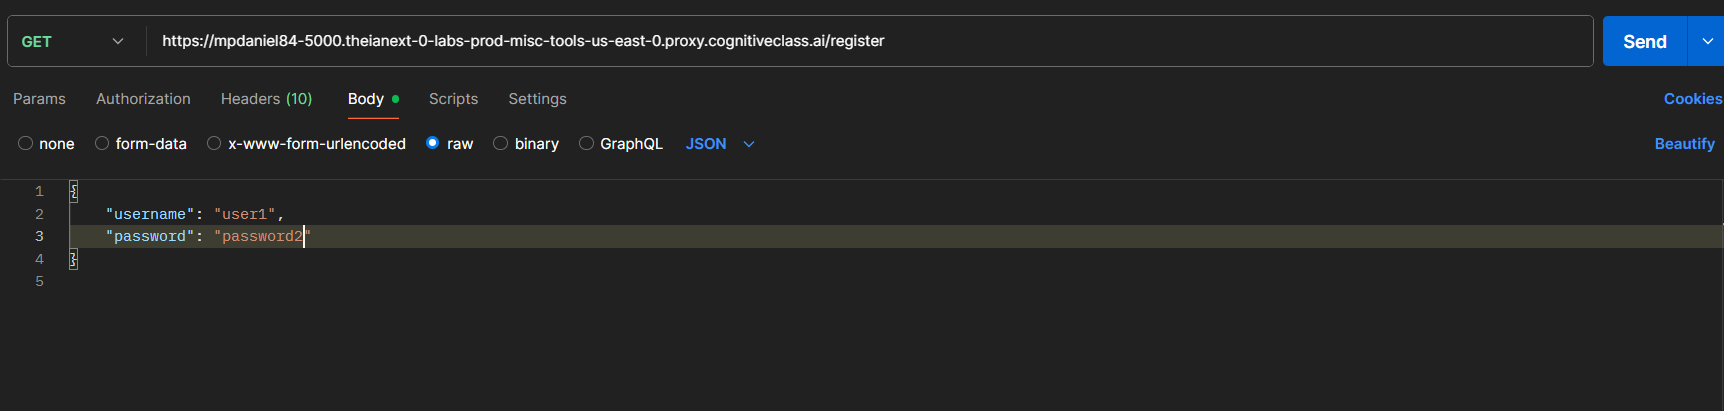 GET https://mpdaniel84-5000.theianext-0-labs-prod-misc-tools-us-east-0.proxy.cognitiveclass.ai/register Send
Params Authorization Headers (10) Body Scripts Settings Cookies
none form-data x-www-form-urlencoded raw binary GraphQL JSON Beautify
1 {
2 "username": "user1",
3 "password": "password2"
4 }
5